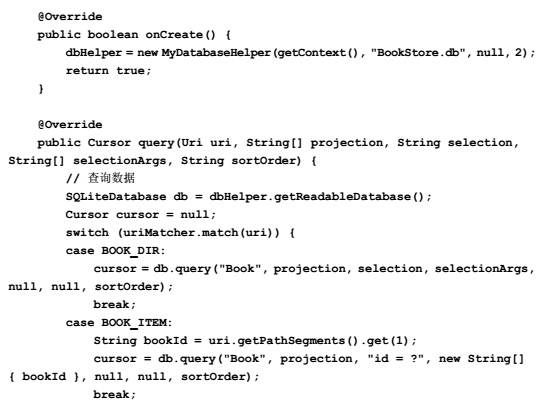 @Override
public boolean onCreate() {
dbHelper = new MyDatabaseHelper(getContext(), "BookStore.db", null, 2);
return true;
}
@Override
public Cursor query(Uri uri, String[] projection, String selection,
String[] selectionArgs, String sortOrder) {
// 查询数据
SQLiteDatabase db = dbHelper.getReadableDatabase();
Cursor cursor = null;
switch (uriMatcher.match(uri)) {
case BOOK_DIR:
cursor = db.query("Book", projection, selection, selectionArgs,
null, null, sortOrder);
break;
case BOOK_ITEM:
String bookId = uri.getPathSegments().get(1);
cursor = db.query("Book", projection, "id = ?", new String[]
{ bookId }, null, null, sortOrder);
break;